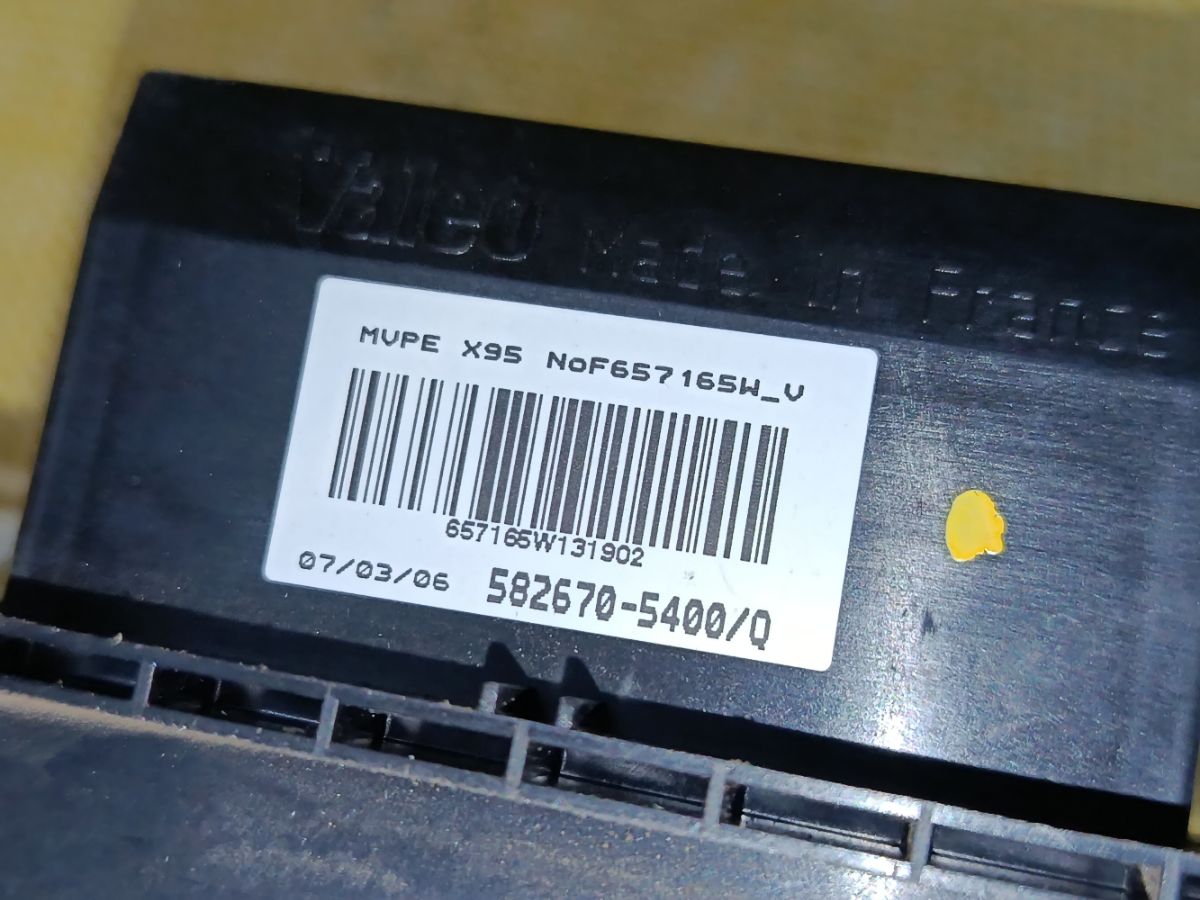 Valeo Made in France
MVPE X95 NoF657165W_V
657165W131902
07/03/06 582670-5400/Q